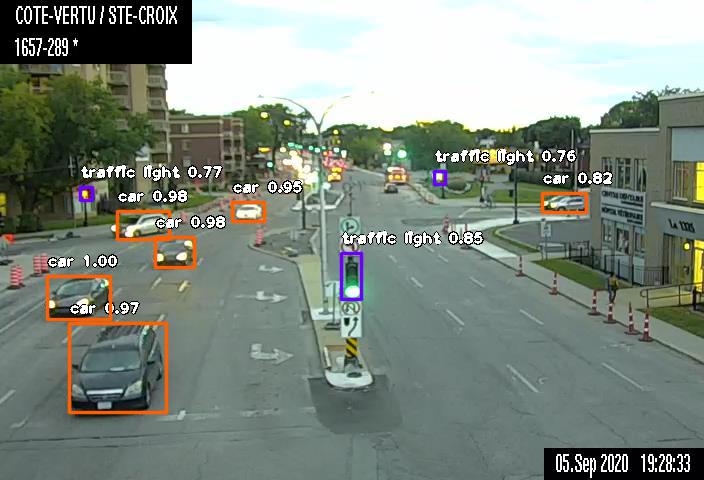 COTE-VERTU / STE-CROIX
1657-289 *
traffic light 0.77
traffic light 0.76
car 0.98
car 0.95
car 0.82
car 0.98
traffic light 0.85
car 1.00
car 0.97
CENTRE DENTAIRE
05.Sep 2020 19:28:33